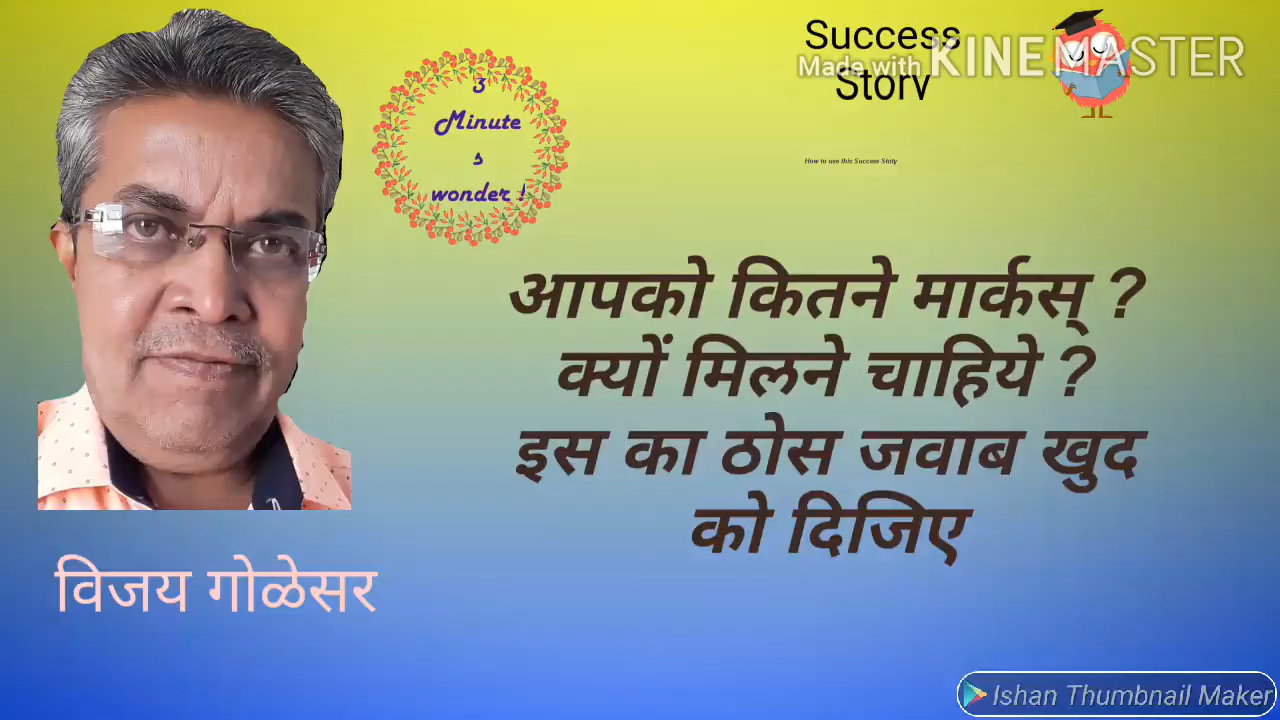 Success
Story
Made with KINEMASTER
3
Minute
s
wonder !
How to use this Success Stoty
आपको कितने मार्कस् ?
क्यों मिलने चाहिये ?
इस का ठोस जवाब खुद
को दिजिए
विजय गोळेसर
Ishan Thumbnail Maker